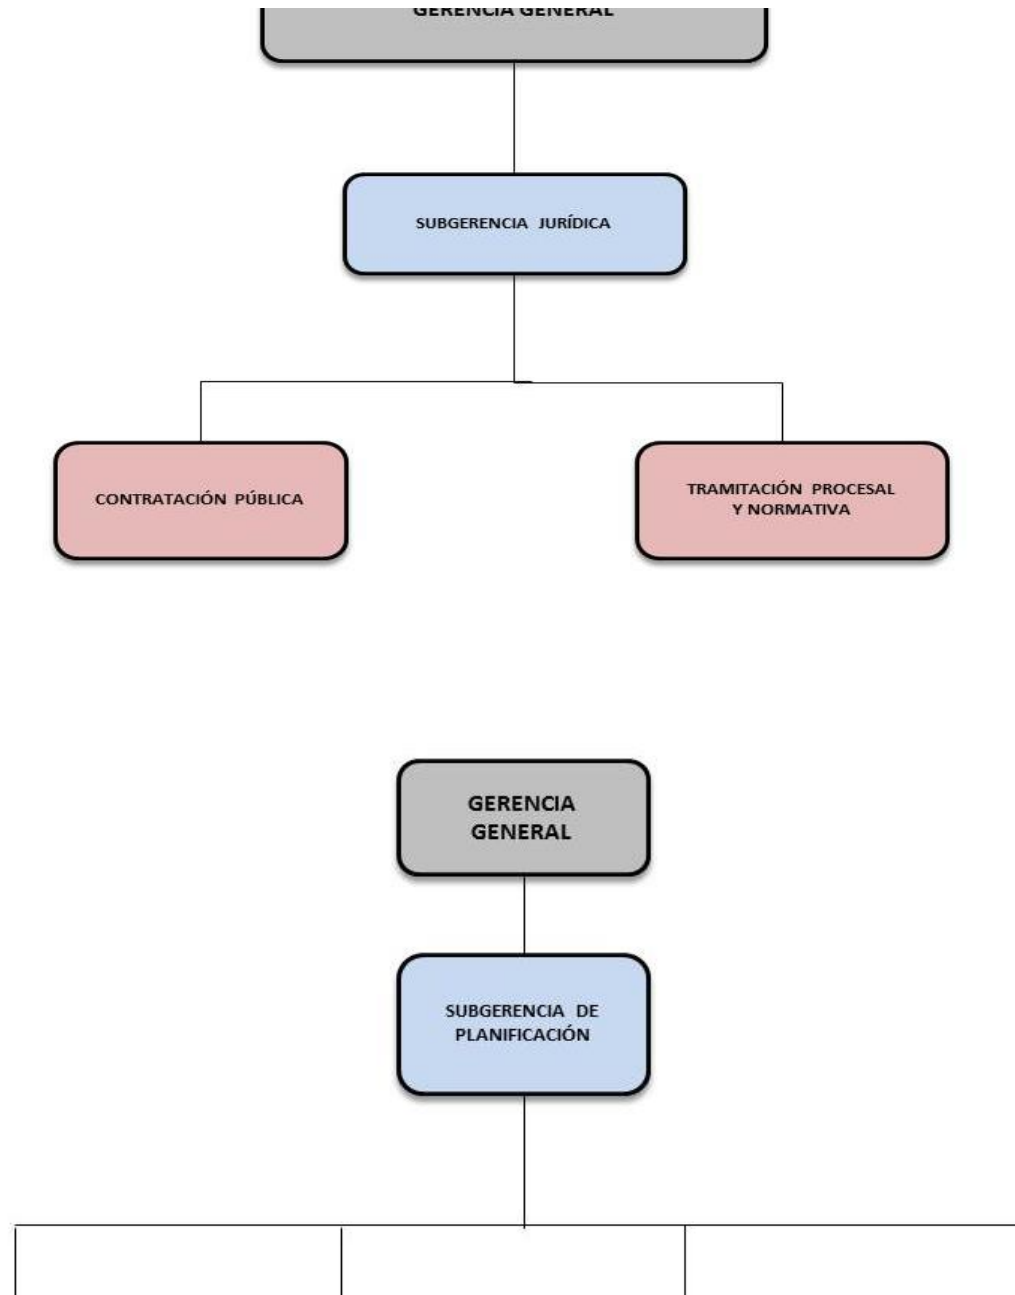 GERENCIA GENERAL
SUBGERENCIA JURÍDICA
CONTRATACIÓN PÚBLICA
TRAMITACIÓN PROCESAL
Y NORMATIVA
GERENCIA
GENERAL
SUBGERENCIA DE
PLANIFICACIÓN